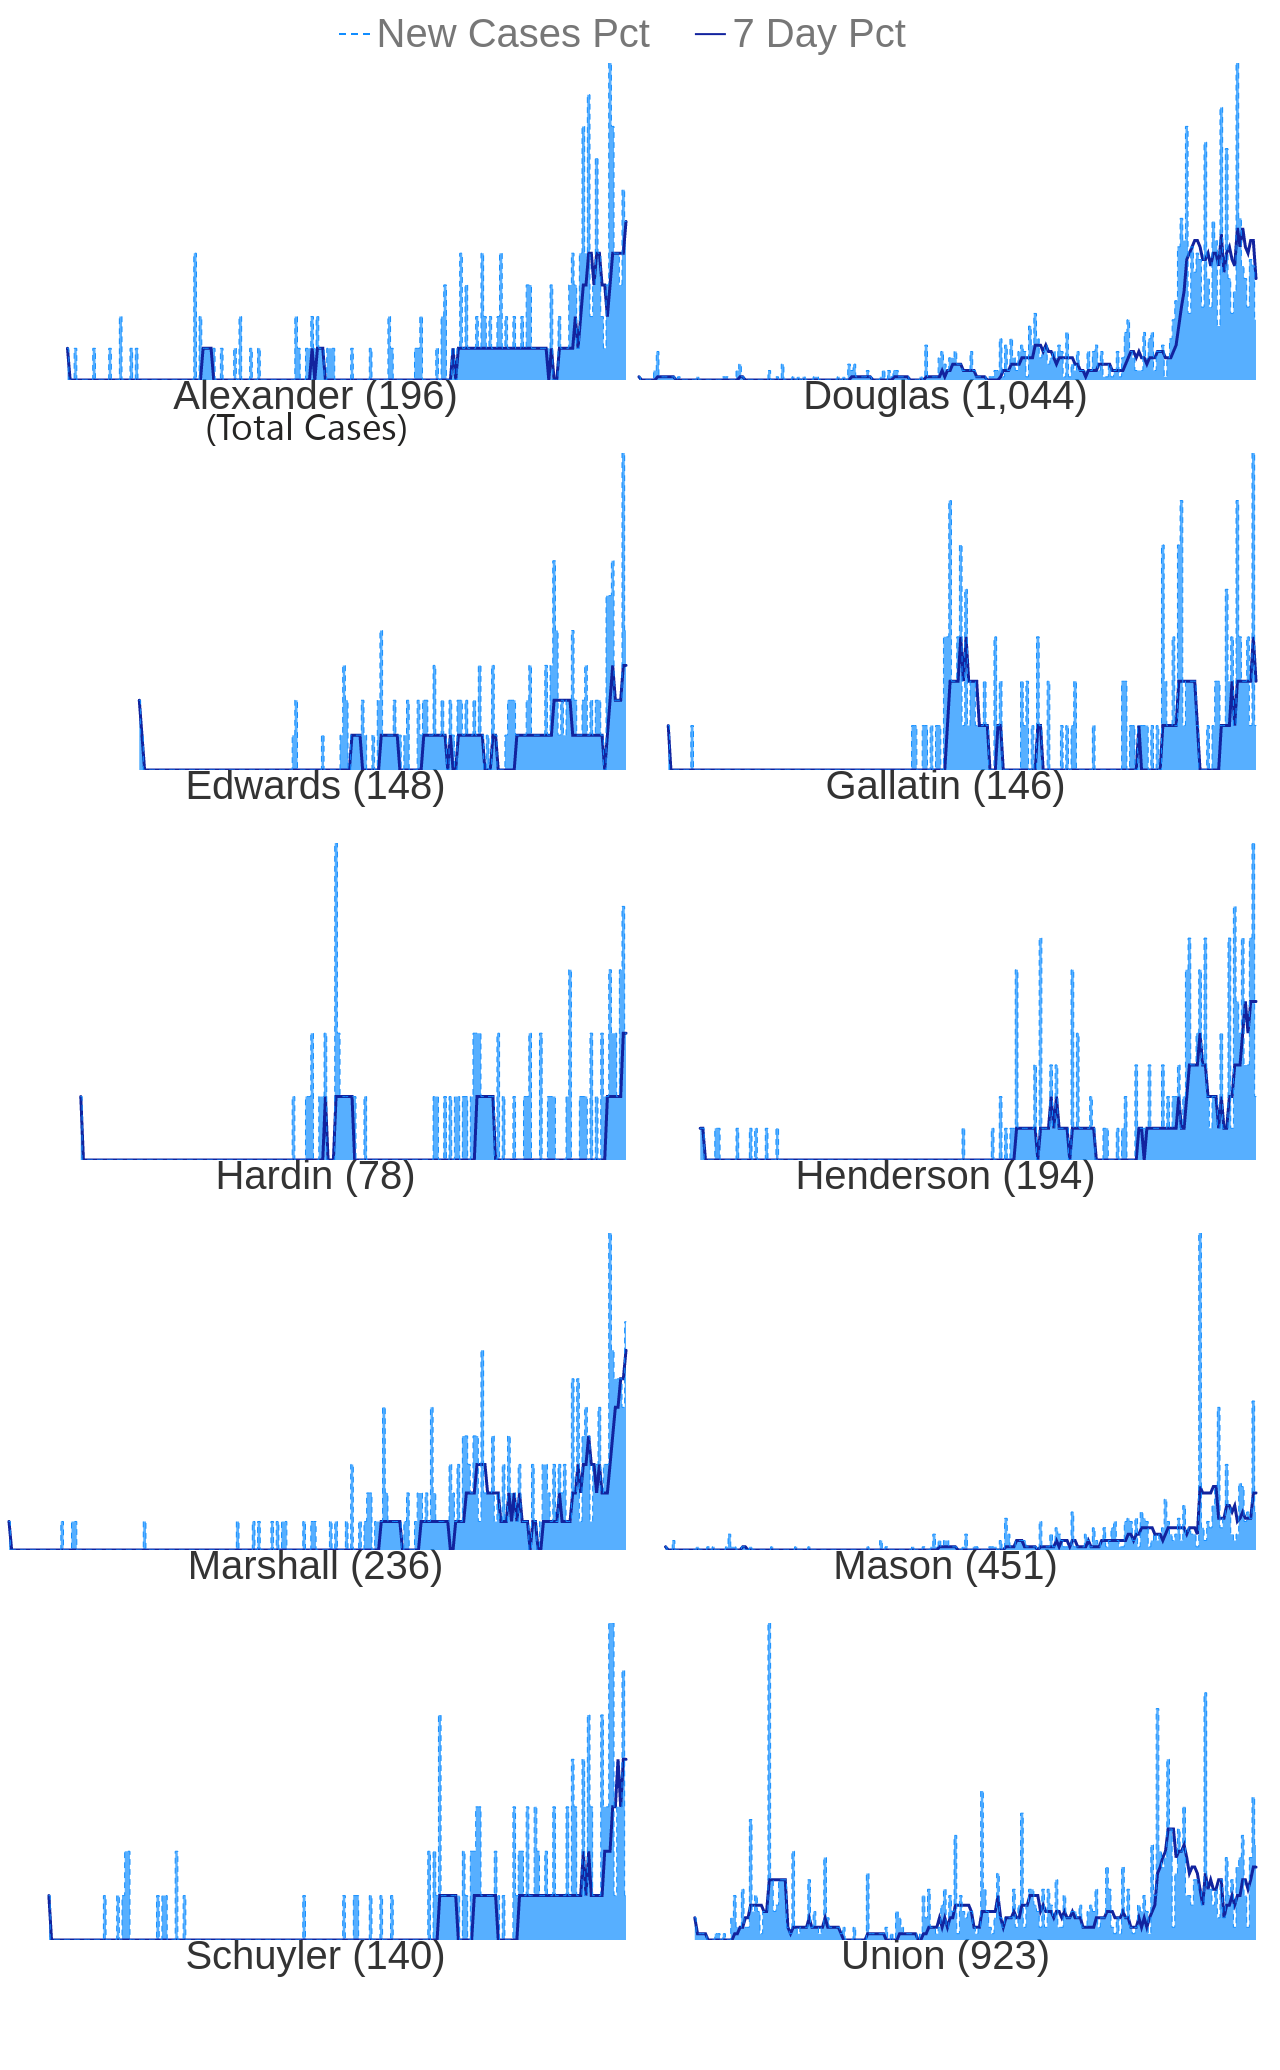 New Cases Pct 7 Day Pct
Alexander (196) Douglas (1,044)
(Total Cases)
Edwards (148) Gallatin (146)
Hardin (78) Henderson (194)
Marshall (236) Mason (451)
Schuyler (140) Union (923)